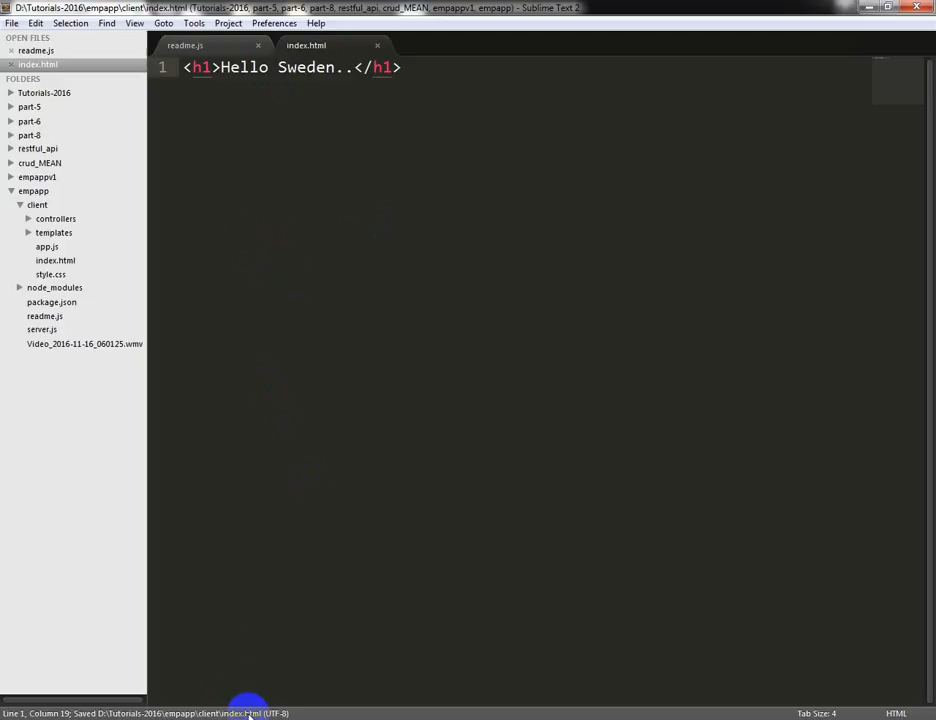 D:\Tutorials-2016\empapp\client\index.html (Tutorials-2016, part-5, part-6, part-8, restful_api, crud_MEAN, empappv1, empapp) - Sublime Text 2
File Edit Selection Find View Goto Tools Project Preferences Help
OPEN FILES
readme.js
index.html
FOLDERS
Tutorials-2016
part-5
part-6
part-8
restful_api
crud_MEAN
empappv1
empapp
client
controllers
templates
app.js
index.html
style.css
node_modules
package.json
readme.js
server.js
Video_2016-11-16_060125.wmv
readme.js index.html
1 <h1>Hello Sweden..</h1>
Line 1, Column 19; Saved D:\Tutorials-2016\empapp\client\index.html (UTF-8) Tab Size: 4 HTML